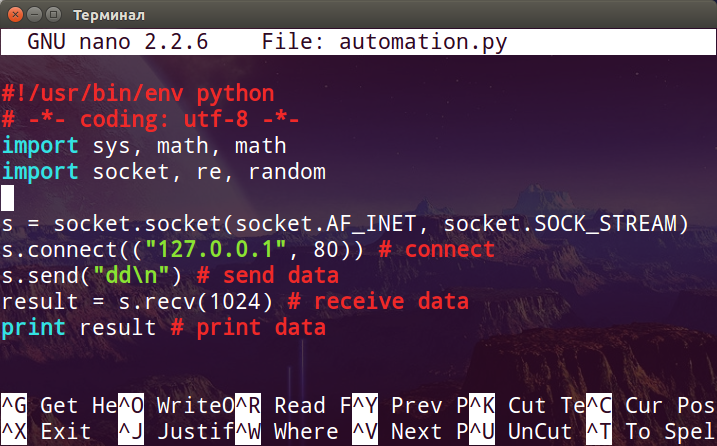 Терминал
GNU nano 2.2.6    File: automation.py
#!/usr/bin/env python
# -*- coding: utf-8 -*-
import sys, math, math
import socket, re, random
s = socket.socket(socket.AF_INET, socket.SOCK_STREAM)
s.connect(("127.0.0.1", 80)) # connect
s.send("dd\n") # send data
result = s.recv(1024) # receive data
print result # print data
^G Get He^O WriteO^R Read F^Y Prev P^K Cut Te^C Cur Pos
^X Exit  ^J Justif^W Where ^V Next P^U UnCut ^T To Spel